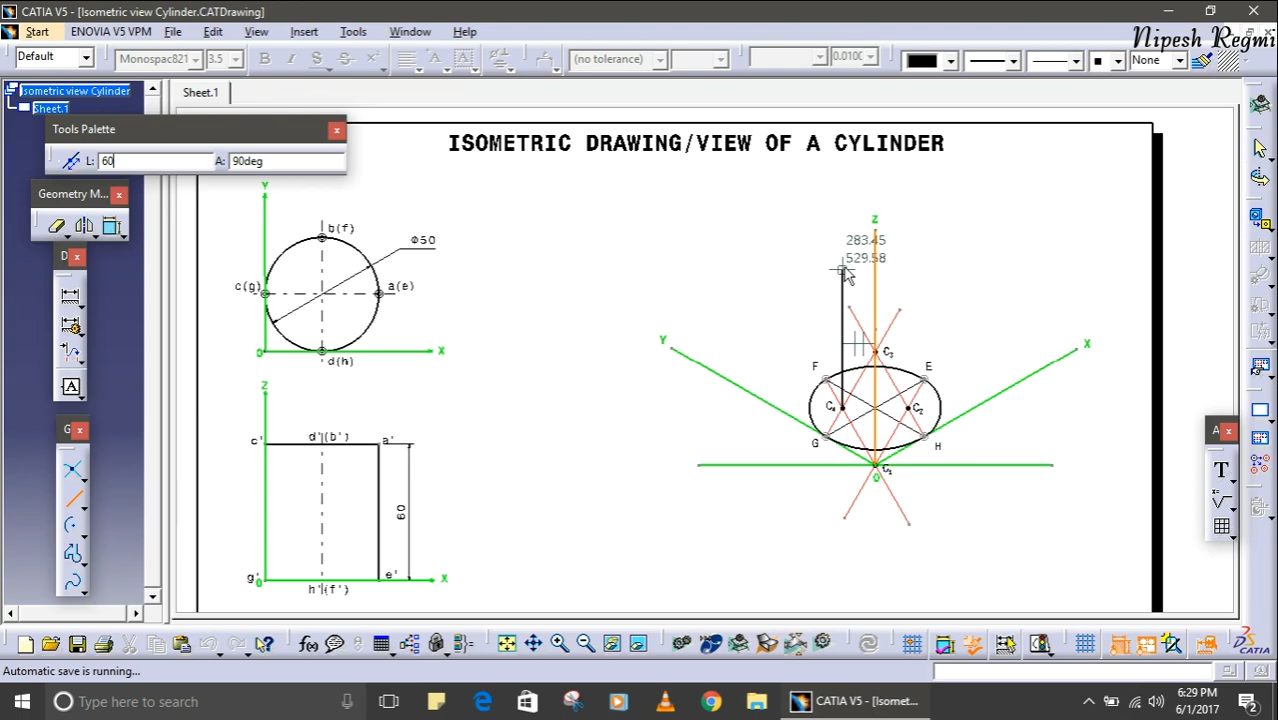 CATIA V5 - [Isometric view Cylinder.CATDrawing]
Start ENOVIA V5 VPM File Edit View Insert Tools Window Help
Nipesh Regmi
Default Monospac821 3.5 B I S (no tolerance) 0.010 None
Isometric view Cylinder
Sheet.1
Sheet.1
Tools Palette
L: 60 A: 90deg
Geometry M...
D
G
A
ISOMETRIC DRAWING/VIEW OF A CYLINDER
Y
b(f)
Φ50
c(g)
a(e)
O
X
d(h)
Z
c'
d'(b')
a'
60
g'
O
e'
X
h'(f')
Z
283.45
529.58
Y
X
C3
F
E
C4
C2
G
H
C1
O
Automatic save is running...
Type here to search
CATIA V5 - [Isomet...
6:29 PM
6/1/2017
2